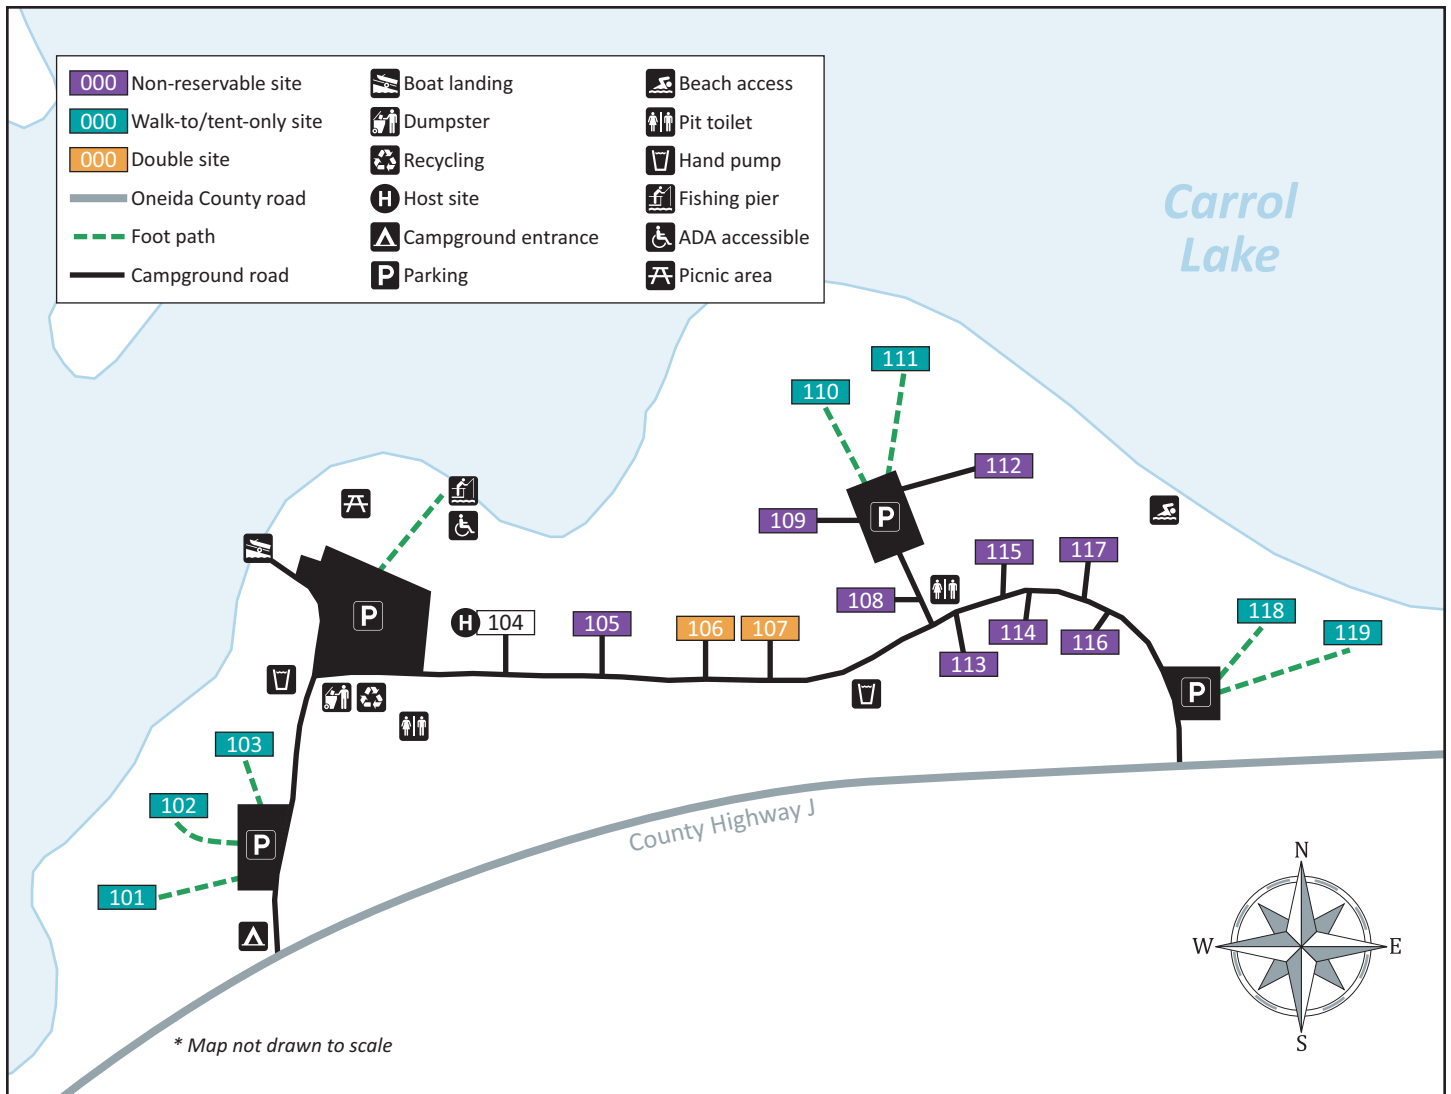 000 Non-reservable site
000 Walk-to/tent-only site
000 Double site
Oneida County road
Foot path
Campground road
Boat landing
Dumpster
Recycling
H Host site
Campground entrance
P Parking
Beach access
Pit toilet
Hand pump
Fishing pier
ADA accessible
Picnic area
Carrol
Lake
111
110
112
109
P
115
117
108
114
116
113
118
119
P
P
H 104
105
106
107
103
102
P
101
County Highway J
N
W
E
S
* Map not drawn to scale